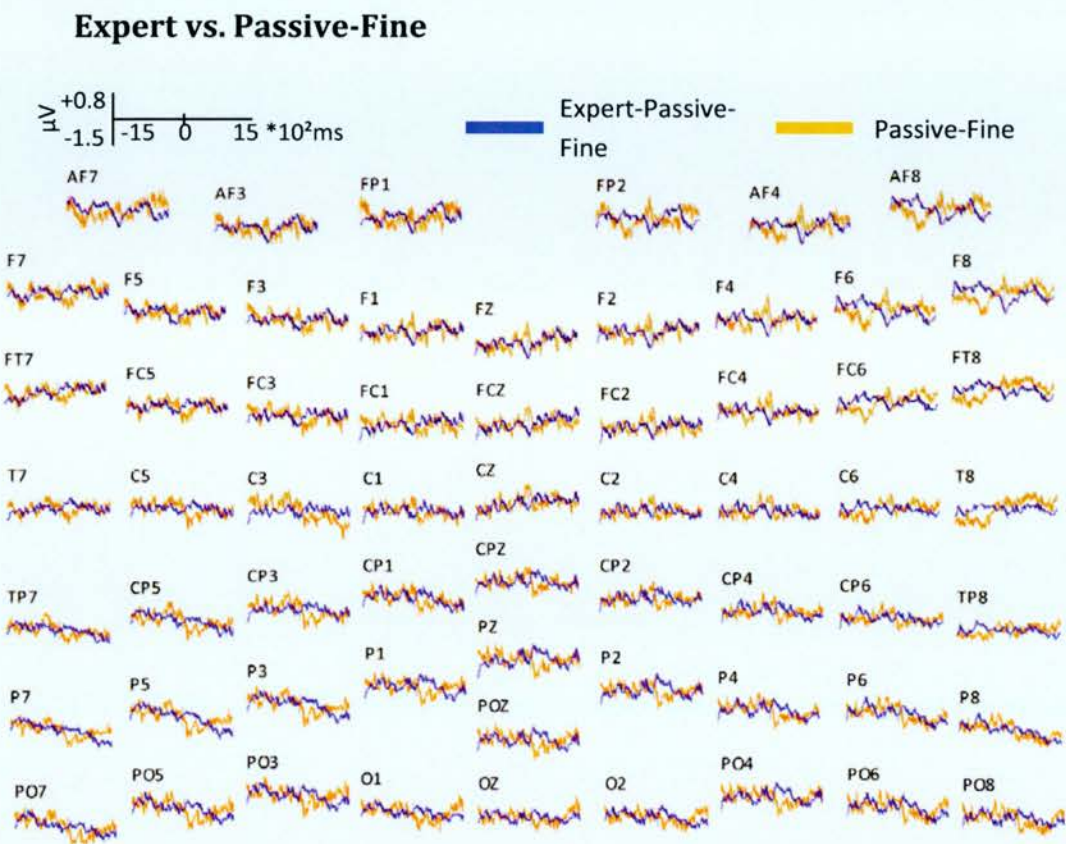 Expert vs. Passive-Fine
μV
+0.8
-1.5
-15 0 15 *10²ms
Expert-Passive-
Fine
Passive-Fine
AF7 AF3 FP1 FP2 AF4 AF8
F7 F5 F3 F1 FZ F2 F4 F6 F8
FT7 FC5 FC3 FC1 FCZ FC2 FC4 FC6 FT8
T7 C5 C3 C1 CZ C2 C4 C6 T8
TP7 CP5 CP3 CP1 CPZ CP2 CP4 CP6 TP8
P7 P5 P3 P1 PZ P2 P4 P6 P8
POZ
PO7 PO5 PO3 O1 OZ O2 PO4 PO6 PO8